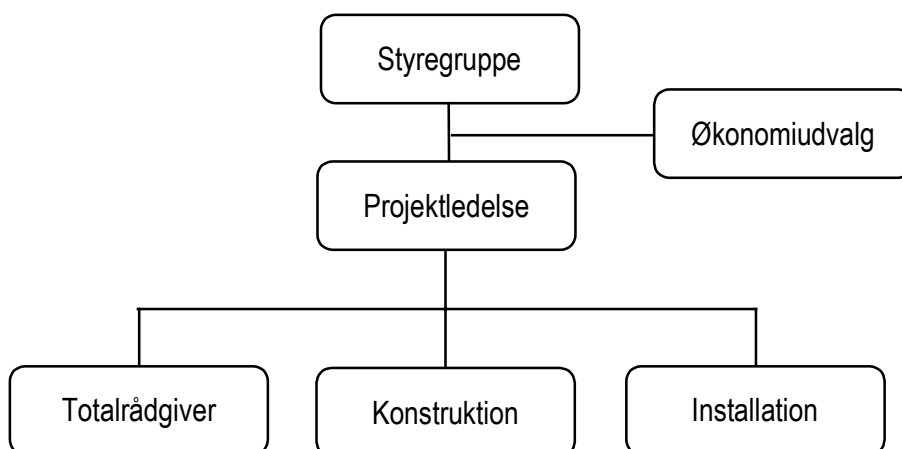 Styregruppe
Økonomiudvalg
Projektledelse
Totalrådgiver
Konstruktion
Installation